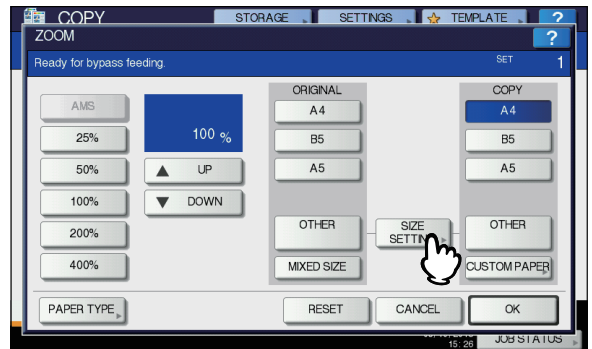 COPY STORAGE SETTINGS TEMPLATE ?
ZOOM ?
Ready for bypass feeding. SET 1
ORIGINAL COPY
AMS A4 A4
25% 100 % B5 B5
50% UP A5 A5
100% DOWN
200% OTHER SIZE OTHER
SETTING
400% MIXED SIZE CUSTOM PAPER
PAPER TYPE RESET CANCEL OK
15:26 JOB STATUS